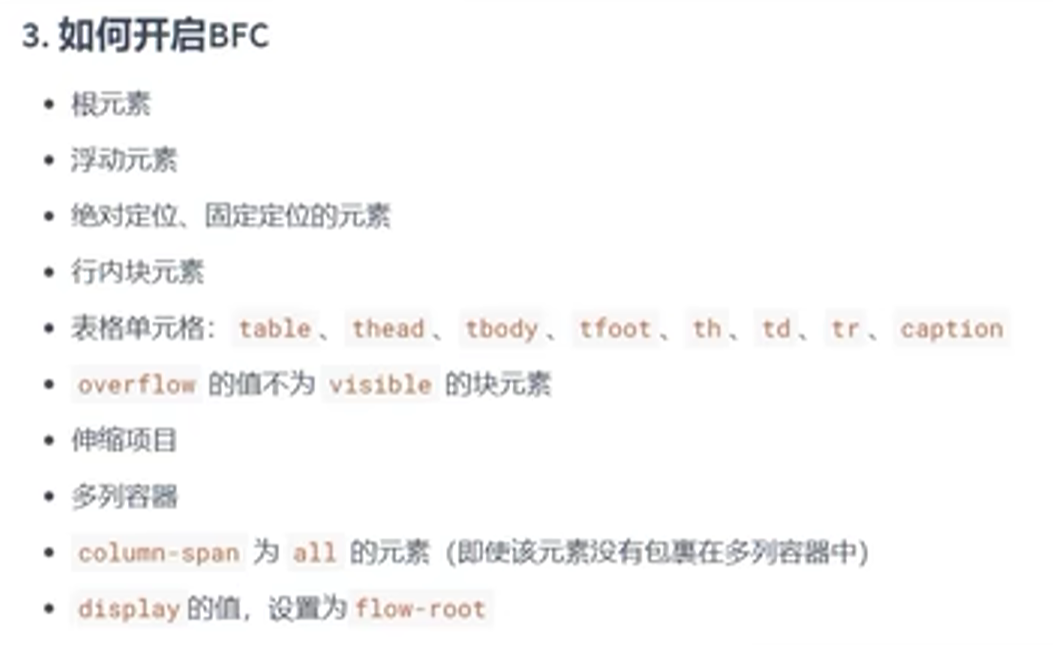 3. 如何开启BFC
• 根元素
• 浮动元素
• 绝对定位、固定定位的元素
• 行内块元素
• 表格单元格：table、thead、tbody、tfoot、th、td、tr、caption
• overflow 的值不为 visible 的块元素
• 伸缩项目
• 多列容器
• column-span 为 all 的元素（即使该元素没有包裹在多列容器中）
• display 的值，设置为 flow-root